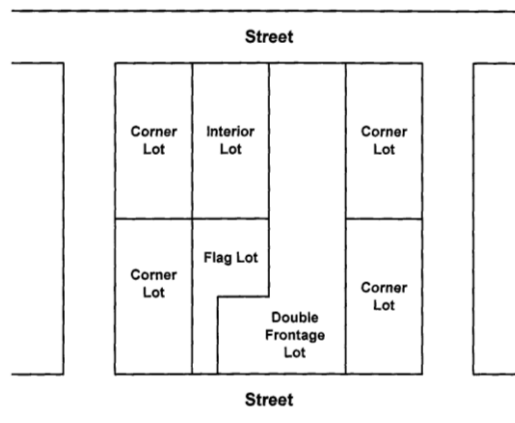 Street
Corner
Lot
Interior
Lot
Corner
Lot
Corner
Lot
Flag Lot
Double
Frontage
Lot
Corner
Lot
Street